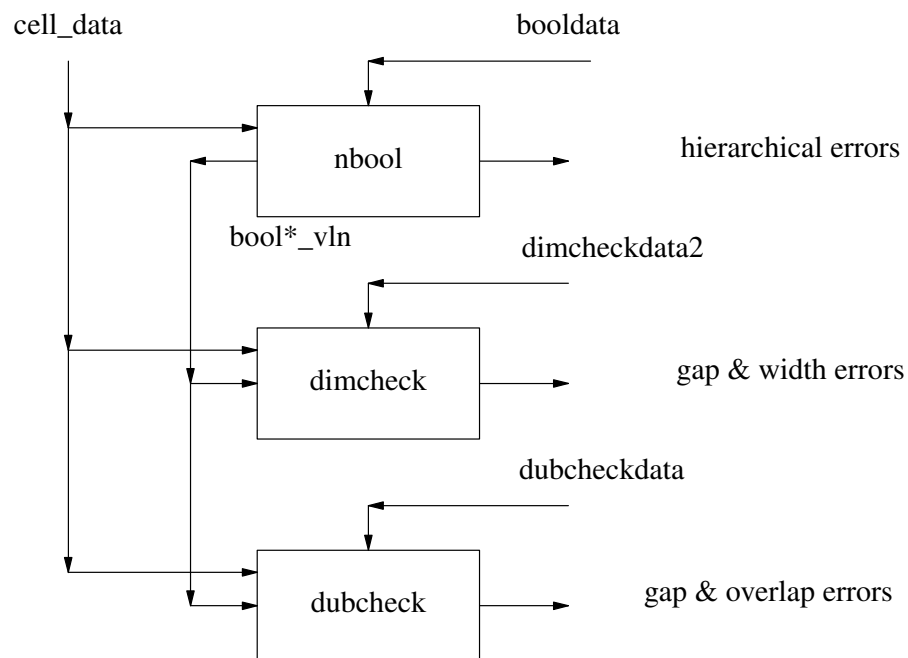 cell_data
booldata
nbool
hierarchical errors
bool*_vln
dimcheckdata2
dimcheck
gap & width errors
dubcheckdata
dubcheck
gap & overlap errors